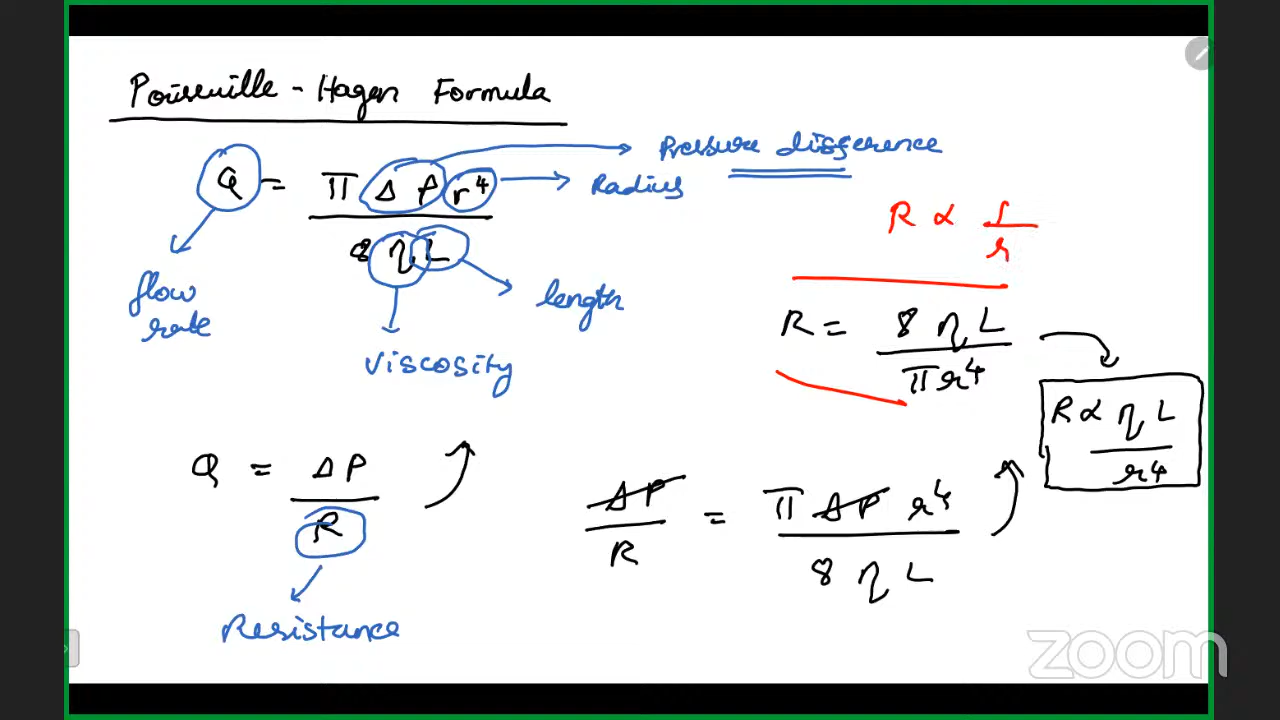 Poiseuille - Hagen Formula
Q = π Δ P r⁴
8 η L
Pressure difference
Radius
length
flow
rate
Viscosity
R ∝
r
R = 8 η L
π r⁴
R ∝ η L
r⁴
Q = Δ P
R
Resistance
Δ P = π Δ P r⁴
R 8 η L
zoom